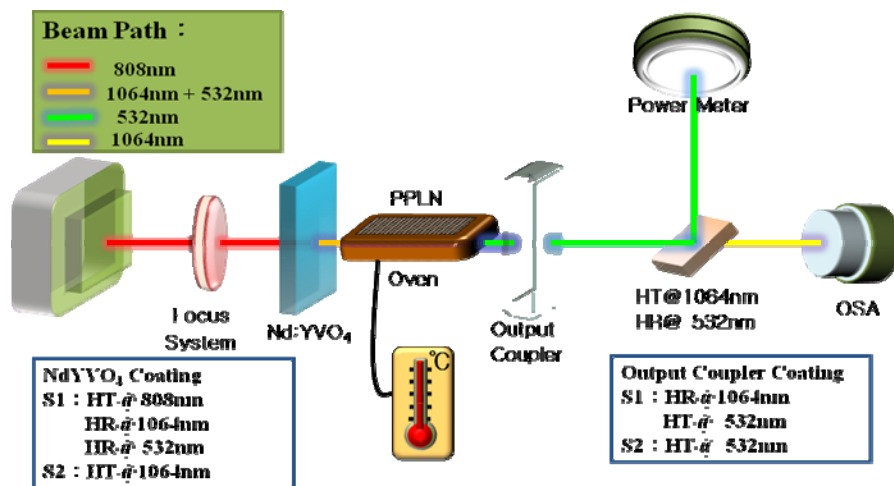 Beam Path :
808nm
1064nm + 532nm
532nm
1064nm
Power Meter
PPLN
Oven
Focus
System
Nd:YVO4
Output
Coupler
HT@1064nm
HR@ 532nm
OSA
°C
NdYVO4 Coating
S1 : HT @ 808nm
HR @ 1064nm
HR @ 532nm
S2 : HT @ 1064nm
Output Coupler Coating
S1 : HR @ 1064nm
HT @ 532nm
S2 : HT @ 532nm